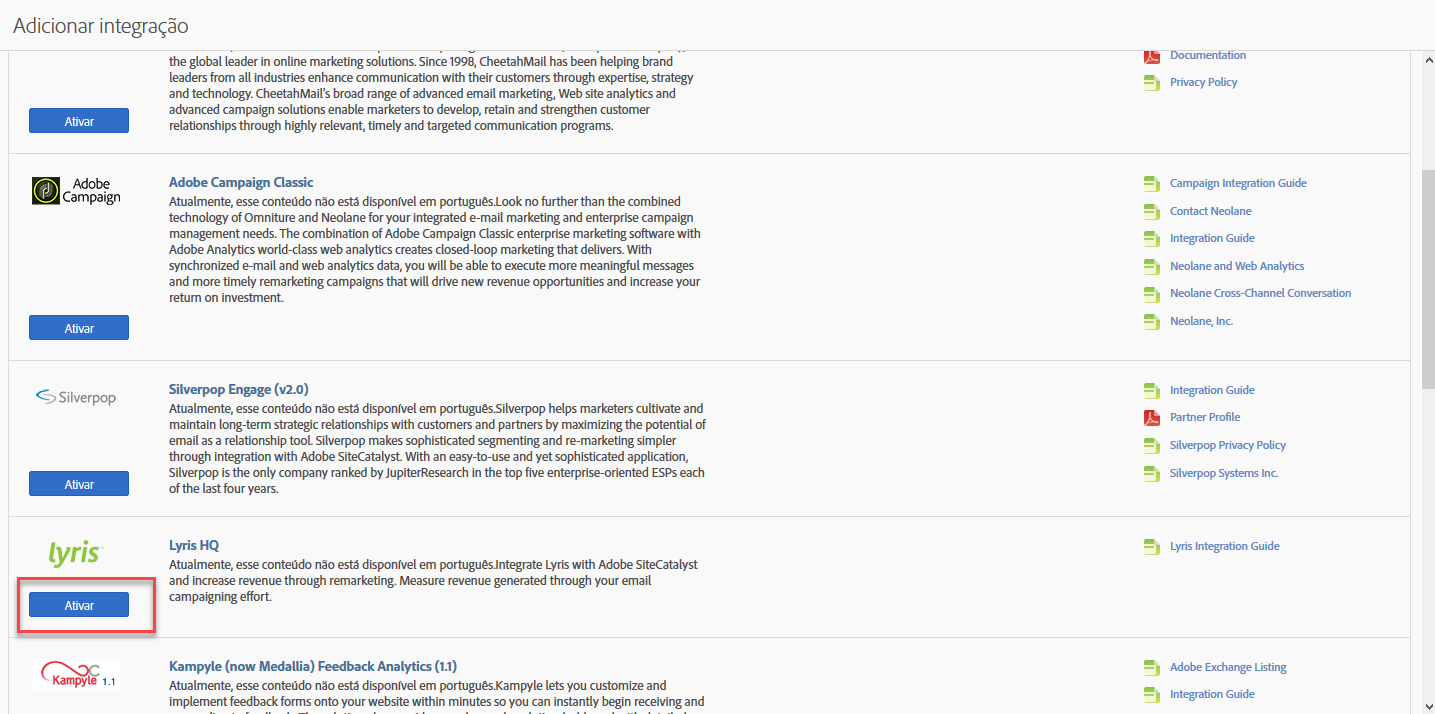 Adicionar integração
the global leader in online marketing solutions. Since 1998, CheetahMail has been helping brand
leaders from all industries enhance communication with their customers through expertise, strategy
and technology. CheetahMail's broad range of advanced email marketing, Web site analytics and
advanced campaign solutions enable marketers to develop, retain and strengthen customer
relationships through highly relevant, timely and targeted communication programs.
Ativar
Documentation
Privacy Policy
Adobe
Campaign
Adobe Campaign Classic
Atualmente, esse conteúdo não está disponível em português.Look no further than the combined
technology of Omniture and Neolane for your integrated e-mail marketing and enterprise campaign
management needs. The combination of Adobe Campaign Classic enterprise marketing software with
Adobe Analytics world-class web analytics creates closed-loop marketing that delivers. With
synchronized e-mail and web analytics data, you will be able to execute more meaningful messages
and more timely remarketing campaigns that will drive new revenue opportunities and increase your
return on investment.
Ativar
Campaign Integration Guide
Contact Neolane
Integration Guide
Neolane and Web Analytics
Neolane Cross-Channel Conversation
Neolane, Inc.
Silverpop
Silverpop Engage (v2.0)
Atualmente, esse conteúdo não está disponível em português.Silverpop helps marketers cultivate and
maintain long-term strategic relationships with customers and partners by maximizing the potential of
email as a relationship tool. Silverpop makes sophisticated segmenting and re-marketing simpler
through integration with Adobe SiteCatalyst. With an easy-to-use and yet sophisticated application,
Silverpop is the only company ranked by JupiterResearch in the top five enterprise-oriented ESPs each
of the last four years.
Ativar
Integration Guide
Partner Profile
Silverpop Privacy Policy
Silverpop Systems Inc.
lyris
Lyris HQ
Atualmente, esse conteúdo não está disponível em português.Integrate Lyris with Adobe SiteCatalyst
and increase revenue through remarketing. Measure revenue generated through your email
campaigning effort.
Ativar
Lyris Integration Guide
Kampyle 1.1
Kampyle (now Medallia) Feedback Analytics (1.1)
Atualmente, esse conteúdo não está disponível em português.Kampyle lets you customize and
implement feedback forms onto your website within minutes so you can instantly begin receiving and
Adobe Exchange Listing
Integration Guide